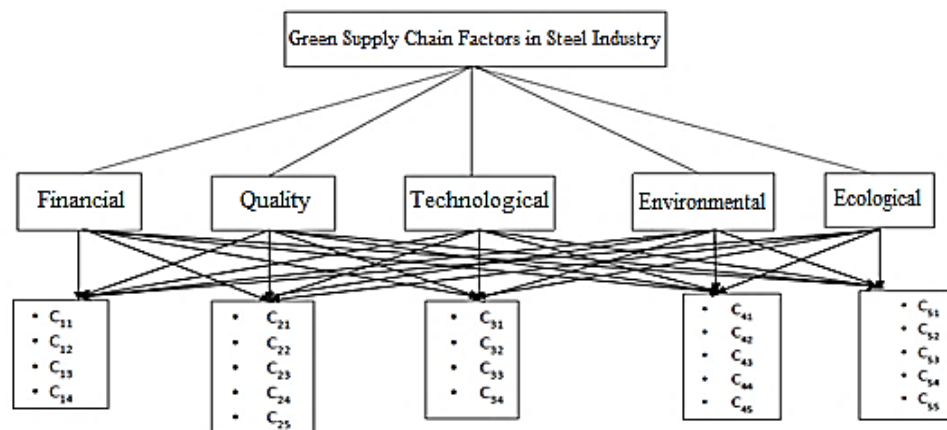 Green Supply Chain Factors in Steel Industry
Financial
Quality
Technological
Environmental
Ecological
• C₁₁
• C₁₂
• C₁₃
• C₁₄
• C₂₁
• C₂₂
• C₂₃
• C₂₄
• C₂₅
• C₃₁
• C₃₂
• C₃₃
• C₃₄
• C₄₁
• C₄₂
• C₄₃
• C₄₄
• C₄₅
• C₅₁
• C₅₂
• C₅₃
• C₅₄
• C₅₅